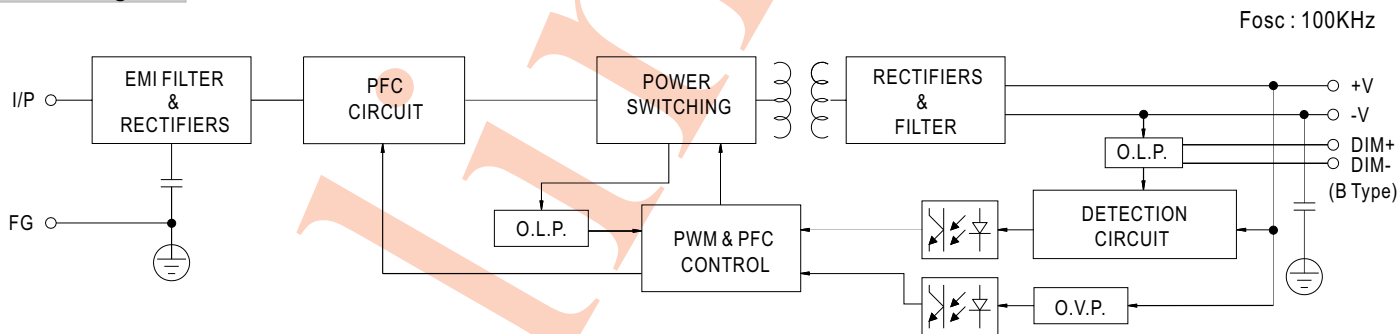 Fosc : 100KHz
I/P
EMI FILTER
&
RECTIFIERS
PFC
CIRCUIT
POWER
SWITCHING
RECTIFIERS
&
FILTER
+V
-V
DIM+
DIM-
(B Type)
O.L.P.
FG
O.L.P.
PWM & PFC
CONTROL
DETECTION
CIRCUIT
O.V.P.